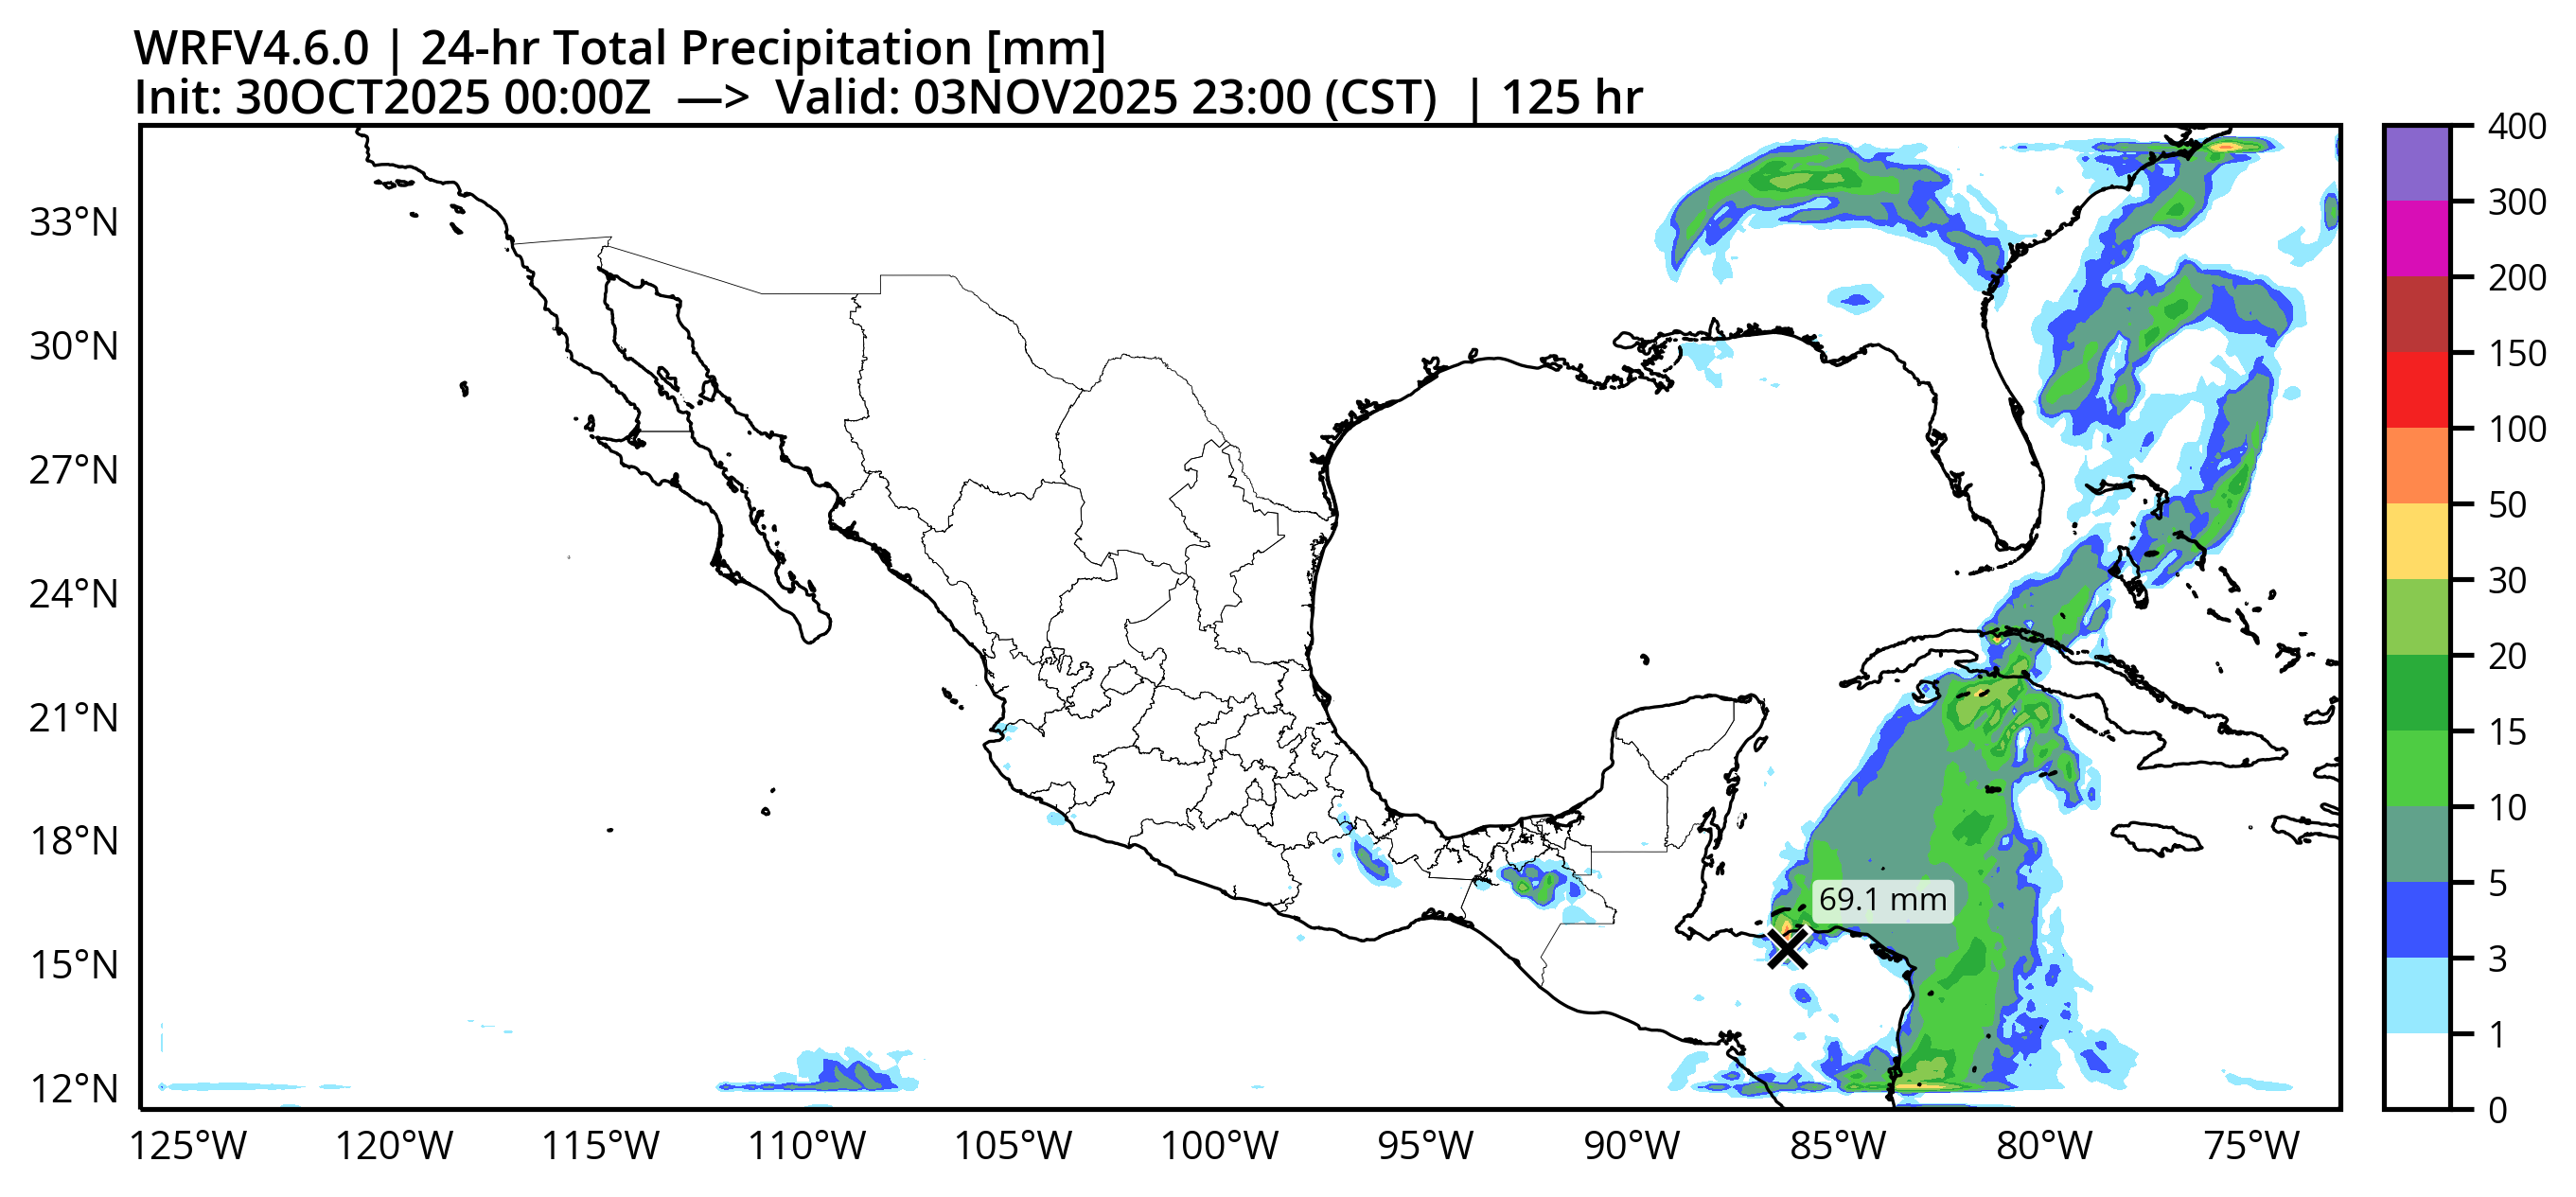 WRFV4.6.0 | 24-hr Total Precipitation [mm]
Init: 30OCT2025 00:00Z —> Valid: 03NOV2025 23:00 (CST) | 125 hr
33°N
30°N
27°N
24°N
21°N
18°N
15°N
12°N
69.1 mm
125°W
120°W
115°W
110°W
105°W
100°W
95°W
90°W
85°W
80°W
75°W
400
300
200
150
100
50
30
20
15
10
5
3
1
0